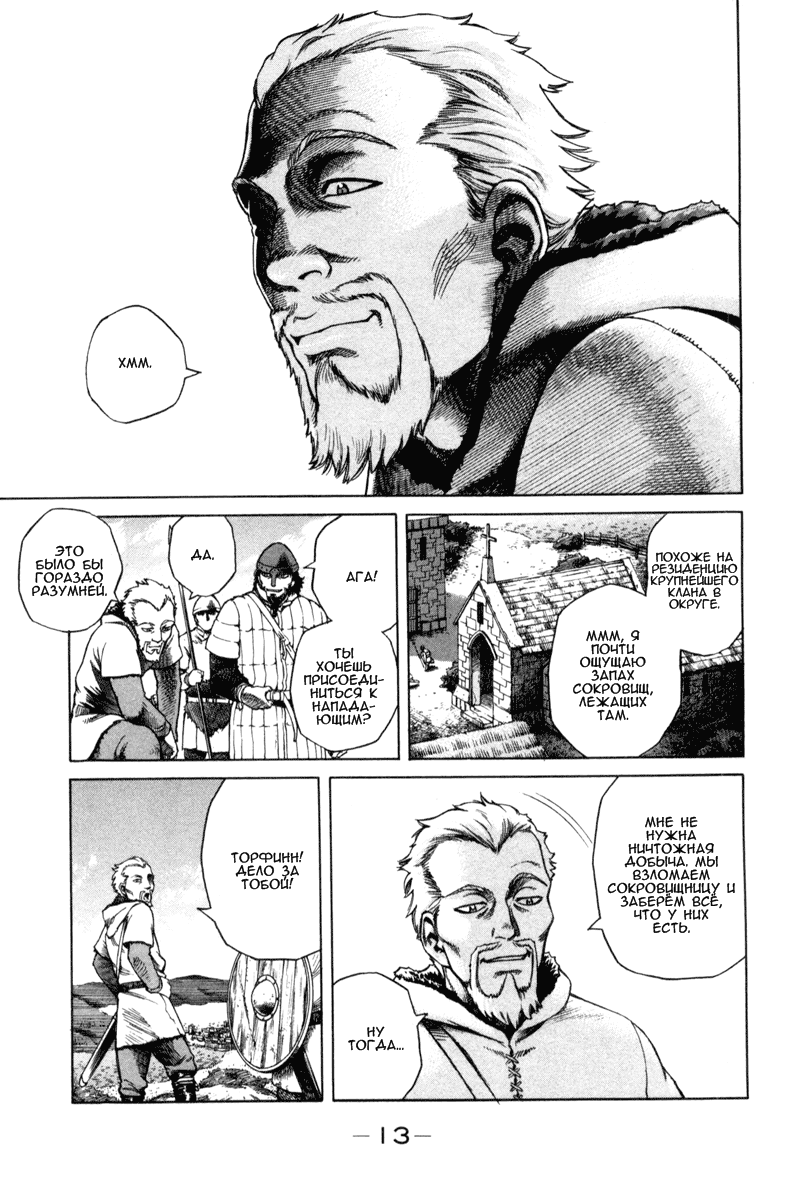 ХММ.
ПОХОЖЕ НА
РЕЗИДЕНЦИЮ
КРУПНЕЙШЕГО
КЛАНА В
ОКРУГЕ.
МММ, Я
ПОЧТИ
ОЩУЩАЮ
ЗАПАХ
СОКРОВИЩ,
ЛЕЖАЩИХ
ТАМ.
АГА!
ТЫ
ХОЧЕШЬ
ПРИСОЕДИ-
НИТЬСЯ К
НАПАДА-
ЮЩИМ?
ДА.
ЭТО
БЫЛО БЫ
ГОРАЗДО
РАЗУМНЕЙ.
МНЕ НЕ
НУЖНА
НИЧТОЖНАЯ
ДОБЫЧА. МЫ
ВЗЛОМАЕМ
СОКРОВИЩНИЦУ И
ЗАБЕРЁМ ВСЁ,
ЧТО У НИХ
ЕСТЬ.
НУ
ТОГДА...
ТОРФИНН!
ДЕЛО ЗА
ТОБОЙ!
— 13 —